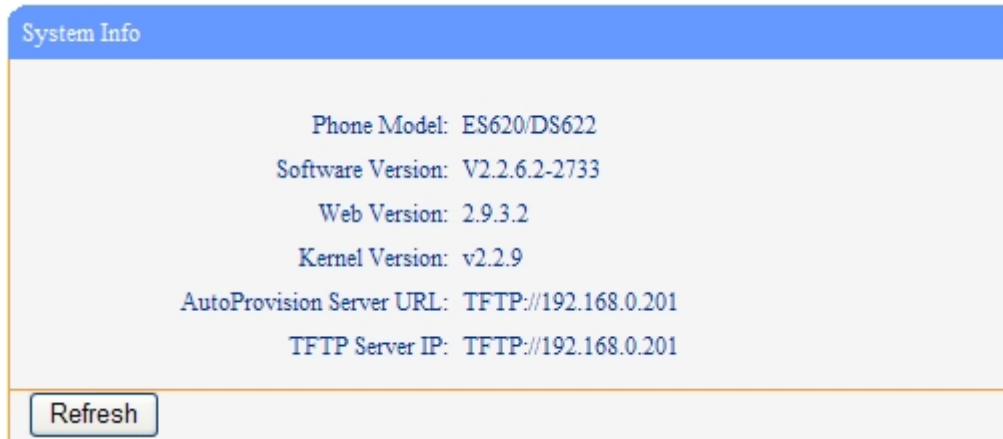 System Info
Phone Model: ES620/DS622
Software Version: V2.2.6.2-2733
Web Version: 2.9.3.2
Kernel Version: v2.2.9
AutoProvision Server URL: TFTP://192.168.0.201
TFTP Server IP: TFTP://192.168.0.201
Refresh